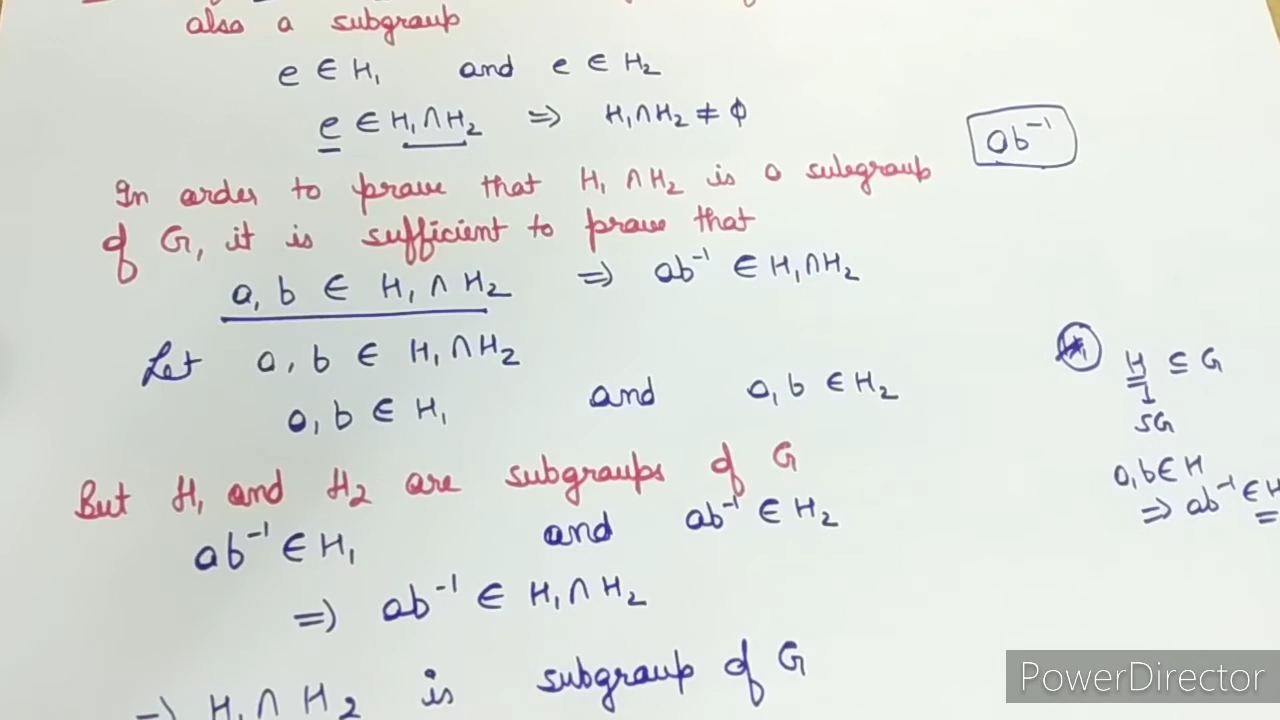 also a subgroup
e ∈ H₁ and e ∈ H₂
e ∈ H₁∩H₂ ⇒ H₁∩H₂ ≠ ϕ
ab⁻¹
In order to prove that H₁∩H₂ is a subgroup
of G, it is sufficient to prove that
a, b ∈ H₁∩H₂ ⇒ ab⁻¹ ∈ H₁∩H₂
Let a, b ∈ H₁∩H₂
a, b ∈ H₁ and a, b ∈ H₂
But H₁ and H₂ are subgroups of G
ab⁻¹ ∈ H₁ and ab⁻¹ ∈ H₂
⇒ ab⁻¹ ∈ H₁∩H₂
⇒ H₁∩H₂ is subgroup of G
H ⊆ G
SG
a, b ∈ H
⇒ ab⁻¹ ∈ H
PowerDirector